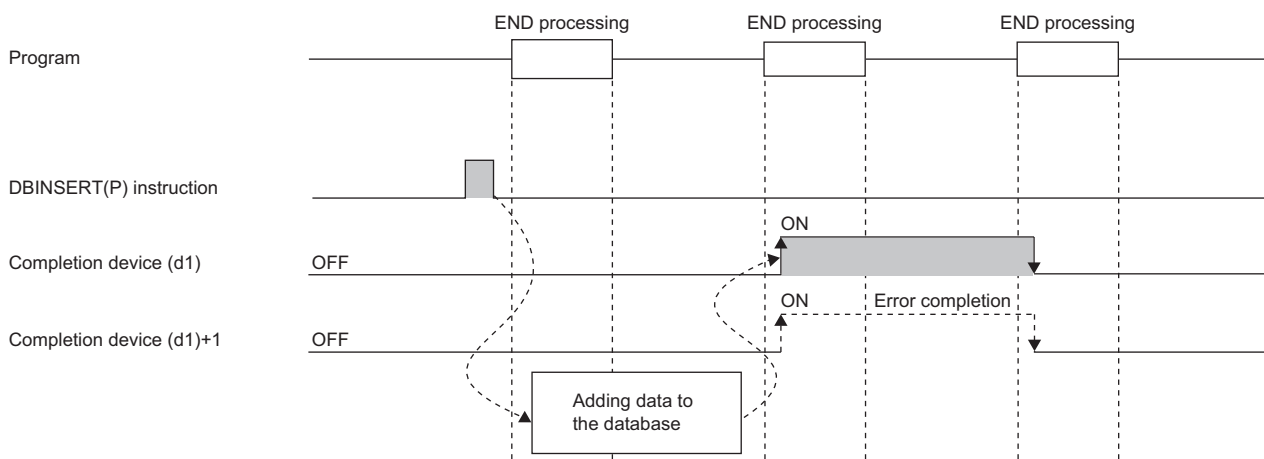 END processing END processing END processing
Program
DBINSERT(P) instruction
ON
Completion device (d1) OFF
ON Error completion
Completion device (d1)+1 OFF
Adding data to
the database